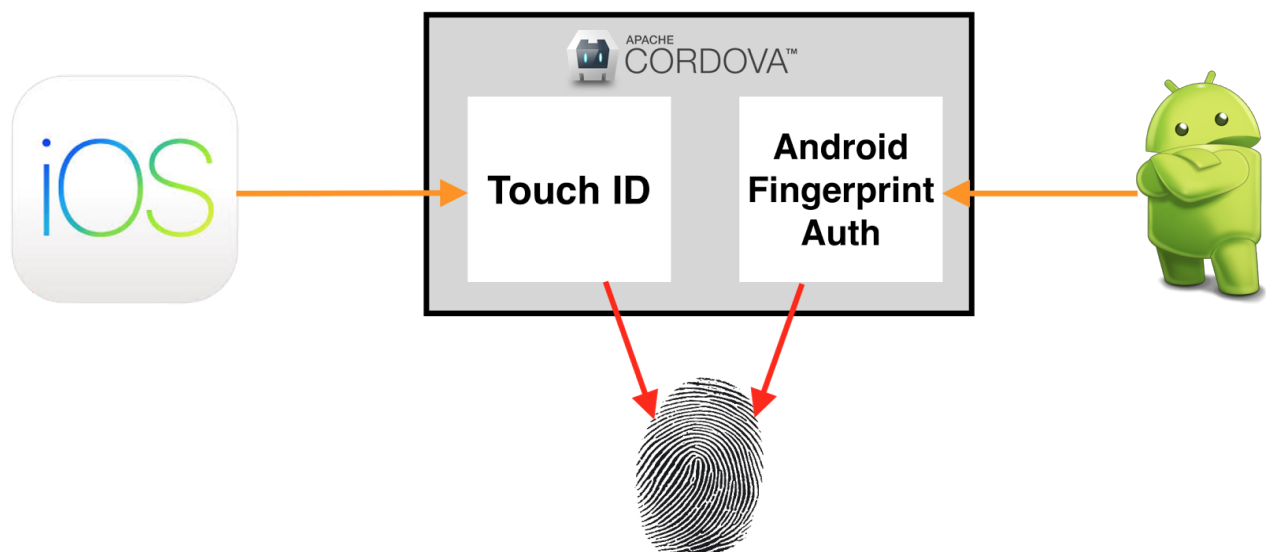 APACHE
CORDOVA™
iOS
Touch ID
Android
Fingerprint
Auth